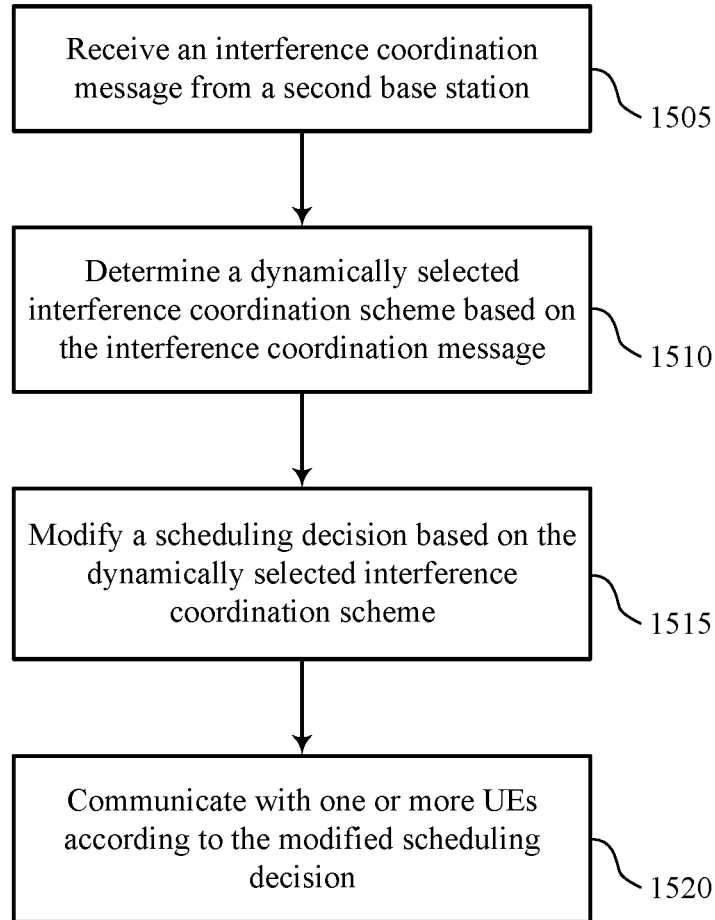 Receive an interference coordination
message from a second base station
1505
Determine a dynamically selected
interference coordination scheme based on
the interference coordination message
1510
Modify a scheduling decision based on the
dynamically selected interference
coordination scheme
1515
Communicate with one or more UEs
according to the modified scheduling
decision
1520